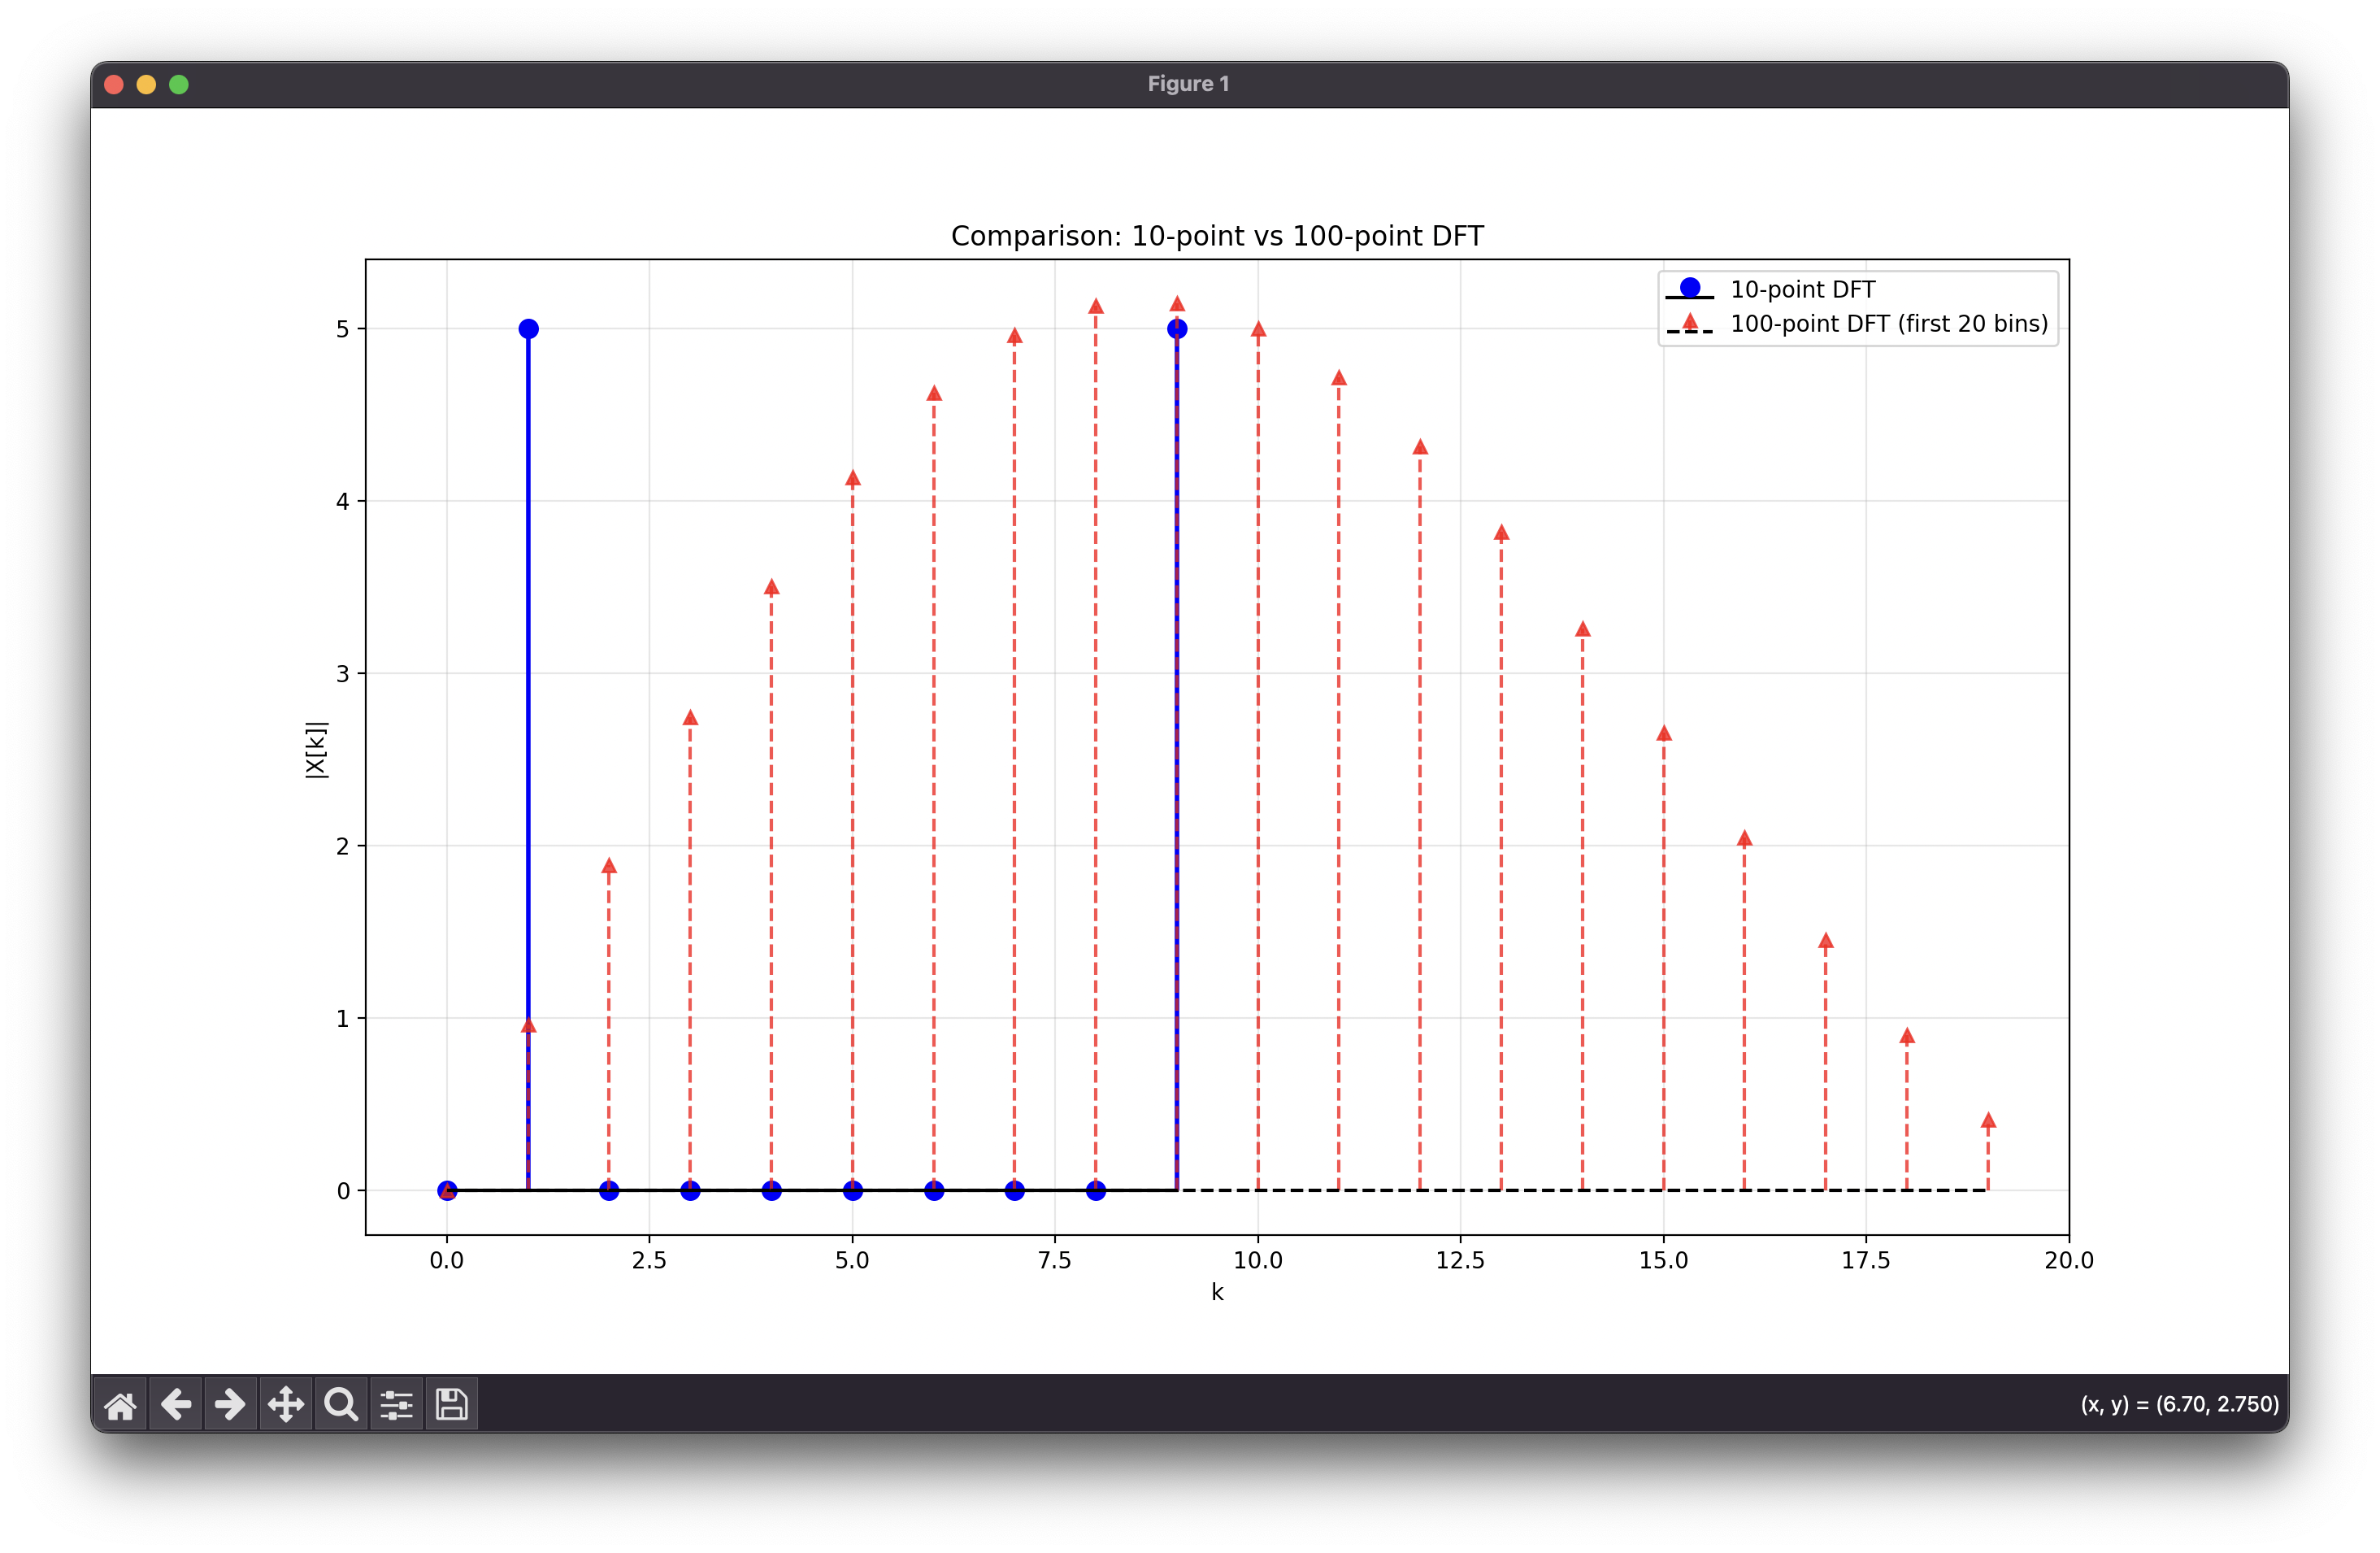 Figure 1
Comparison: 10-point vs 100-point DFT
10-point DFT
100-point DFT (first 20 bins)
5
4
3
2
1
0
|X[k]|
0.0 2.5 5.0 7.5 10.0 12.5 15.0 17.5 20.0
k
(x, y) = (6.70, 2.750)